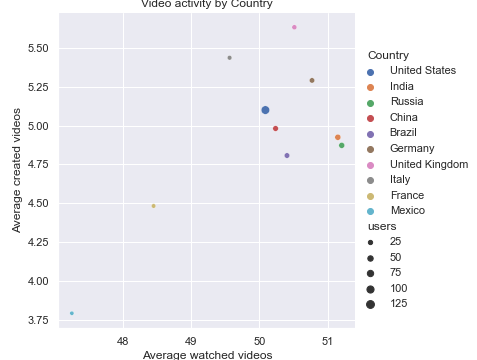 Video activity by Country
5.50
5.25
5.00
4.75
4.50
4.25
4.00
3.75
Average created videos
48
49
50
51
Average watched videos
Country
United States
India
Russia
China
Brazil
Germany
United Kingdom
Italy
France
Mexico
users
25
50
75
100
125